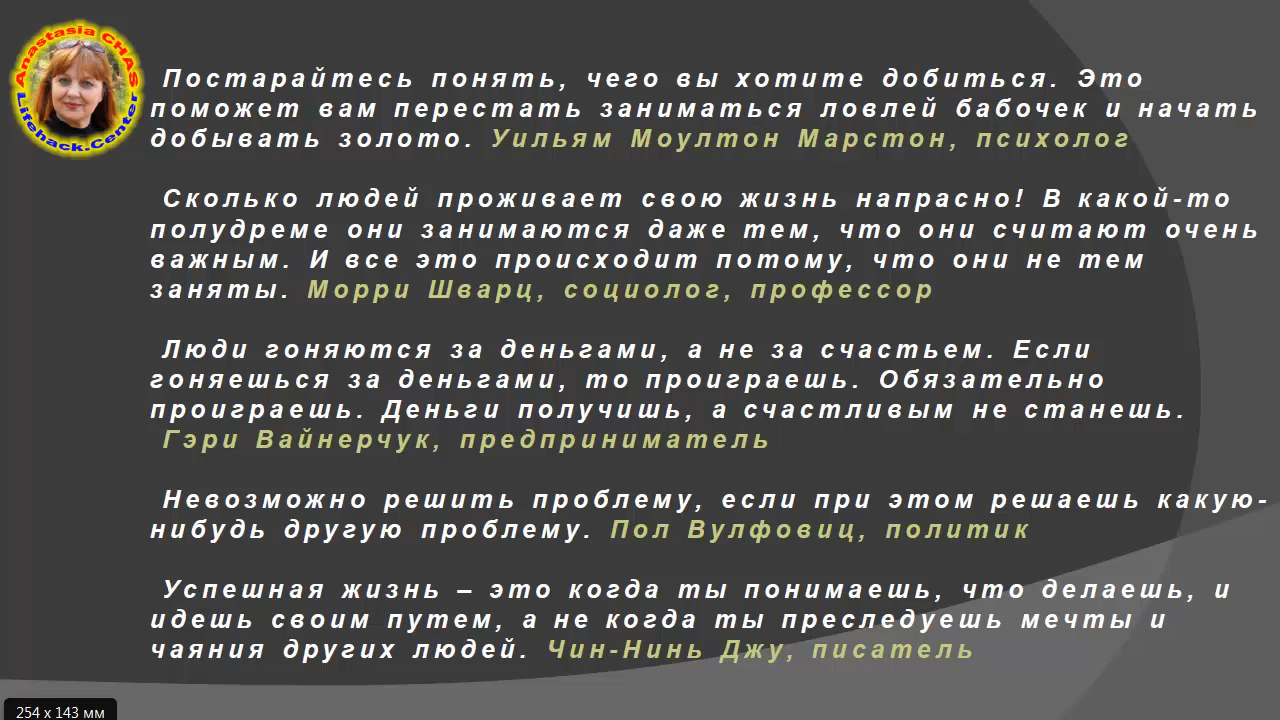 Anastasia CHAS
Lifehack.Center
Постарайтесь понять, чего вы хотите добиться. Это
поможет вам перестать заниматься ловлей бабочек и начать
добывать золото. Уильям Моултон Марстон, психолог
Сколько людей проживает свою жизнь напрасно! В какой-то
полудреме они занимаются даже тем, что они считают очень
важным. И все это происходит потому, что они не тем
заняты. Морри Шварц, социолог, профессор
Люди гоняются за деньгами, а не за счастьем. Если
гоняешься за деньгами, то проиграешь. Обязательно
проиграешь. Деньги получишь, а счастливым не станешь.
Гэри Вайнерчук, предприниматель
Невозможно решить проблему, если при этом решаешь какую-
нибудь другую проблему. Пол Вулфовиц, политик
Успешная жизнь – это когда ты понимаешь, что делаешь, и
идешь своим путем, а не когда ты преследуешь мечты и
чаяния других людей. Чин-Нинь Джу, писатель
254 x 143 мм